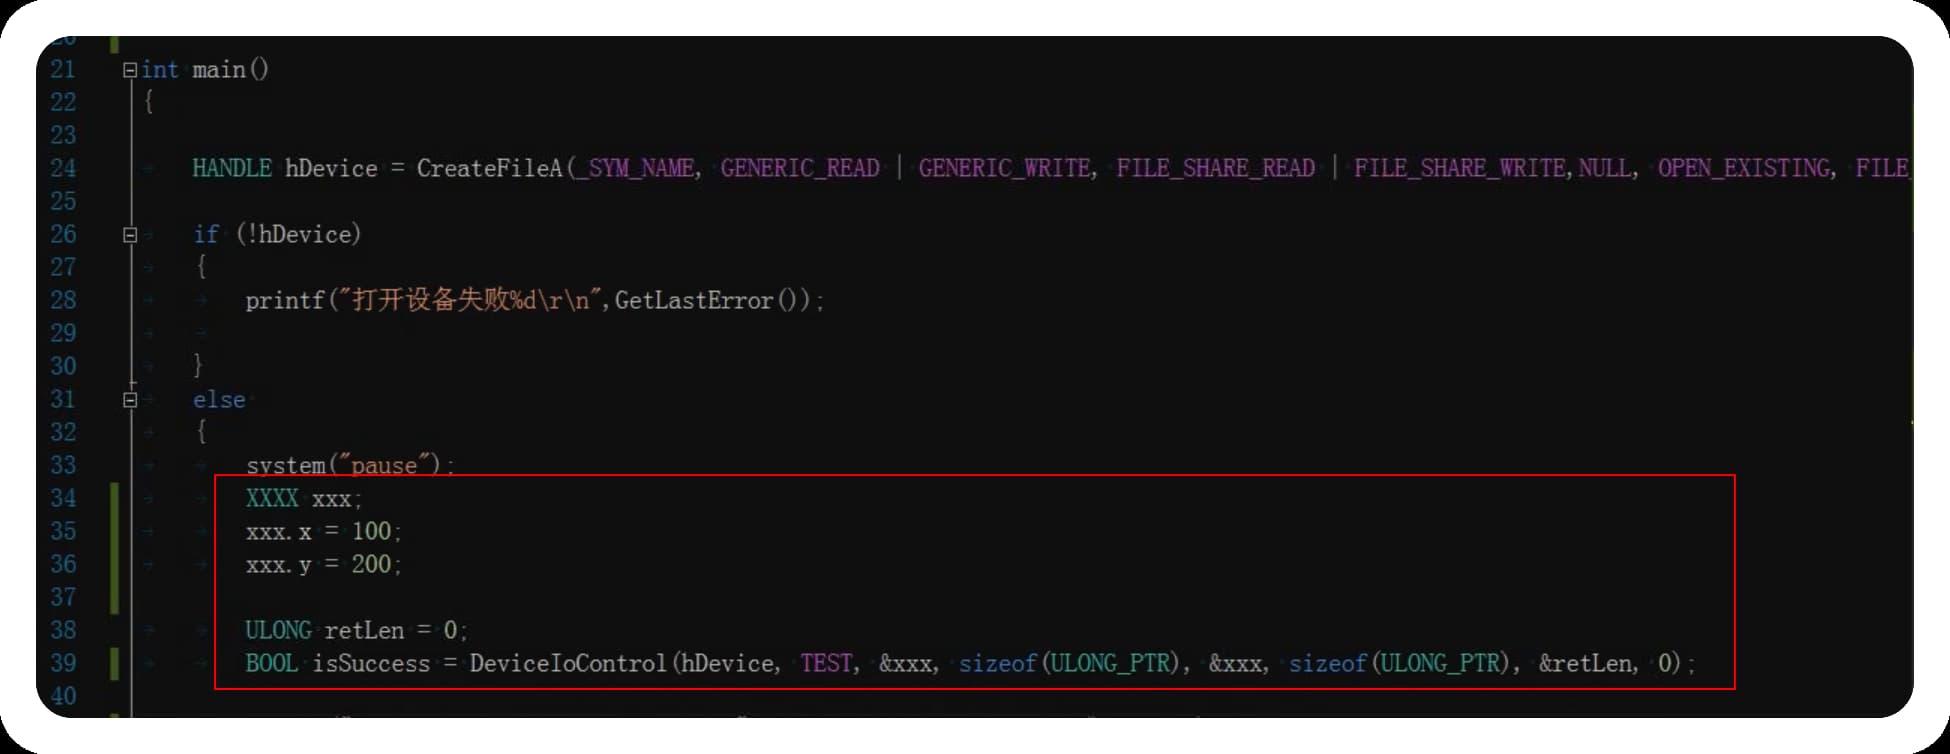 21 int main()
22 {
23
24 HANDLE hDevice = CreateFileA(_SYM_NAME, GENERIC_READ | GENERIC_WRITE, FILE_SHARE_READ | FILE_SHARE_WRITE,NULL, OPEN_EXISTING, FILE_
25
26 if (!hDevice)
27 {
28 printf("打开设备失败%d\r\n",GetLastError());
29
30 }
31 else
32 {
33 system("pause");
34 XXXX xxx;
35 xxx.x = 100;
36 xxx.y = 200;
37
38 ULONG retLen = 0;
39 BOOL isSuccess = DeviceIoControl(hDevice, TEST, &xxx, sizeof(ULONG_PTR), &xxx, sizeof(ULONG_PTR), &retLen, 0);
40